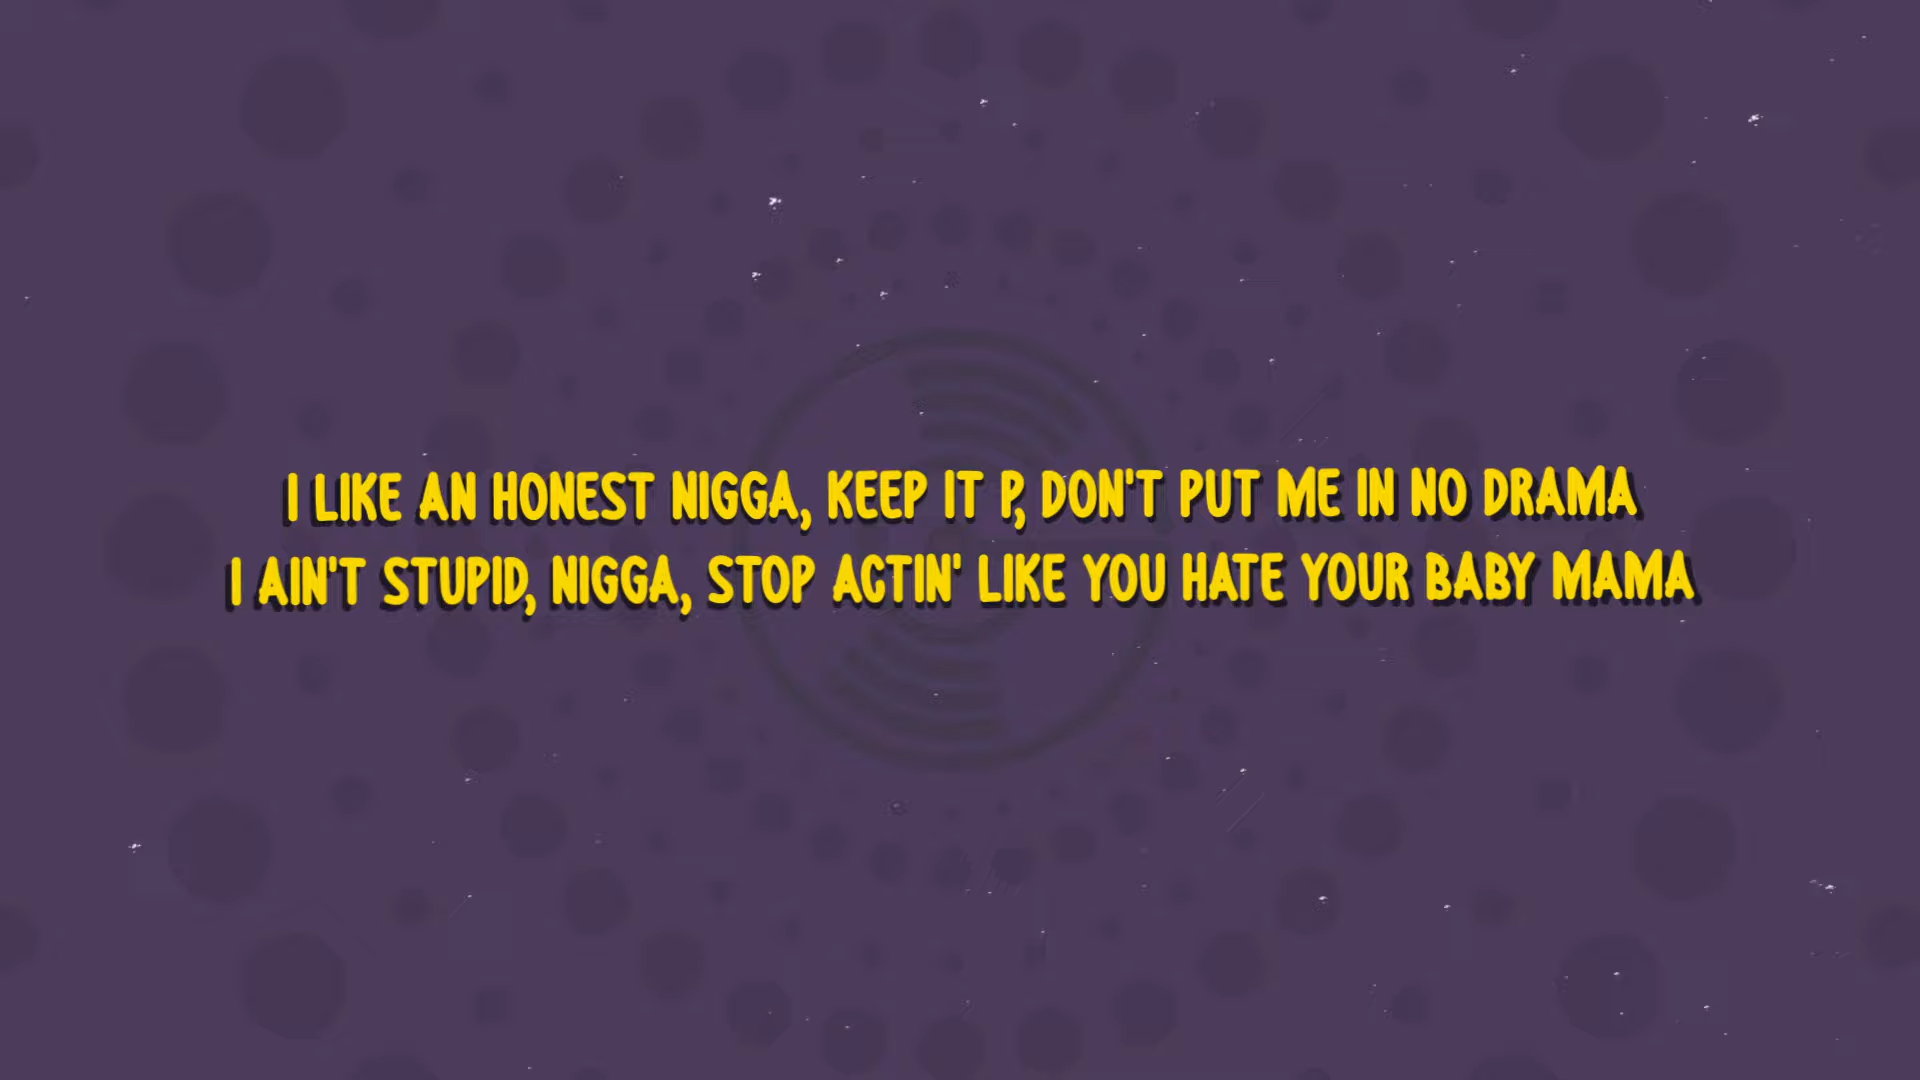 I LIKE AN HONEST NIGGA, KEEP IT P, DON'T PUT ME IN NO DRAMA
I AIN'T STUPID, NIGGA, STOP ACTIN' LIKE YOU HATE YOUR BABY MAMA